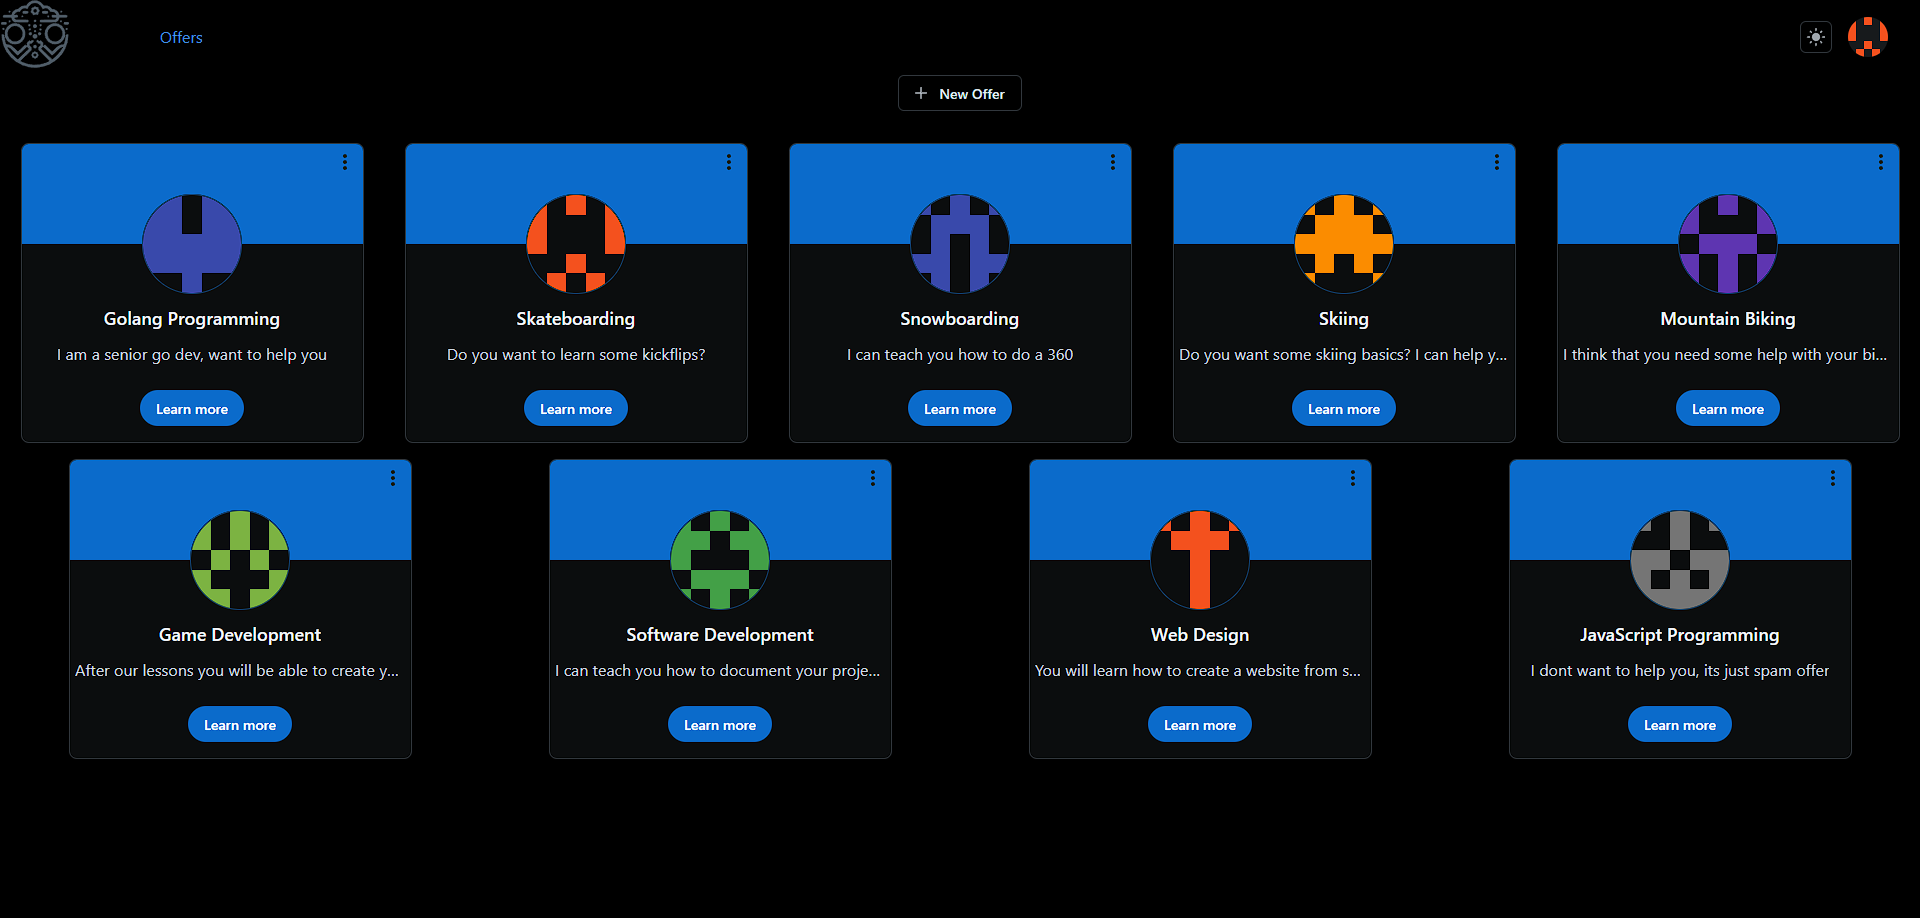 Offers
New Offer
Golang Programming
I am a senior go dev, want to help you
Learn more
Skateboarding
Do you want to learn some kickflips?
Learn more
Snowboarding
I can teach you how to do a 360
Learn more
Skiing
Do you want some skiing basics? I can help y...
Learn more
Mountain Biking
I think that you need some help with your bi...
Learn more
Game Development
After our lessons you will be able to create y...
Learn more
Software Development
I can teach you how to document your proje...
Learn more
Web Design
You will learn how to create a website from s...
Learn more
JavaScript Programming
I dont want to help you, its just spam offer
Learn more